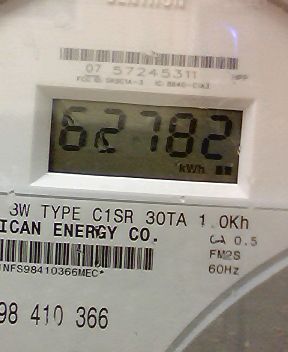 07 57245311
62782
kWh
3W TYPE C1SR 30TA 1.0Kh
ICAN ENERGY CO.
CA 0.5
FM2S
60Hz
NFS98410366MEC*
98 410 366